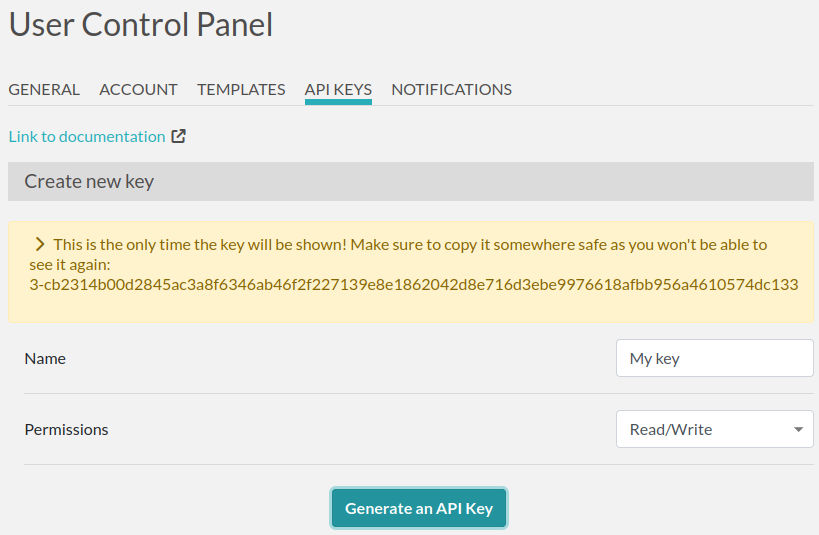 User Control Panel
GENERAL ACCOUNT TEMPLATES API KEYS NOTIFICATIONS
Link to documentation
Create new key
This is the only time the key will be shown! Make sure to copy it somewhere safe as you won't be able to
see it again:
3-cb2314b00d2845ac3a8f6346ab46f2f227139e8e1862042d8e716d3ebe9976618afbb956a4610574dc133
Name My key
Permissions Read/Write
Generate an API Key